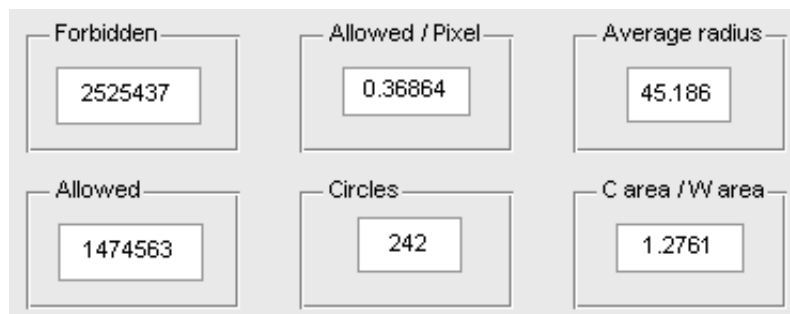 Forbidden Allowed / Pixel Average radius
2525437 0.36864 45.186
Allowed Circles C area / W area
1474563 242 1.2761